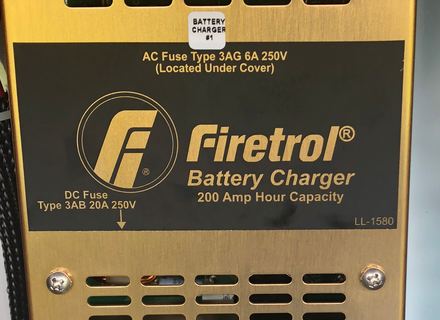 BATTERY
CHARGER
#1
AC Fuse Type 3AG 6A 250V
(Located Under Cover)
Firetrol®
Battery Charger
200 Amp Hour Capacity
DC Fuse
Type 3AB 20A 250V
LL-1580